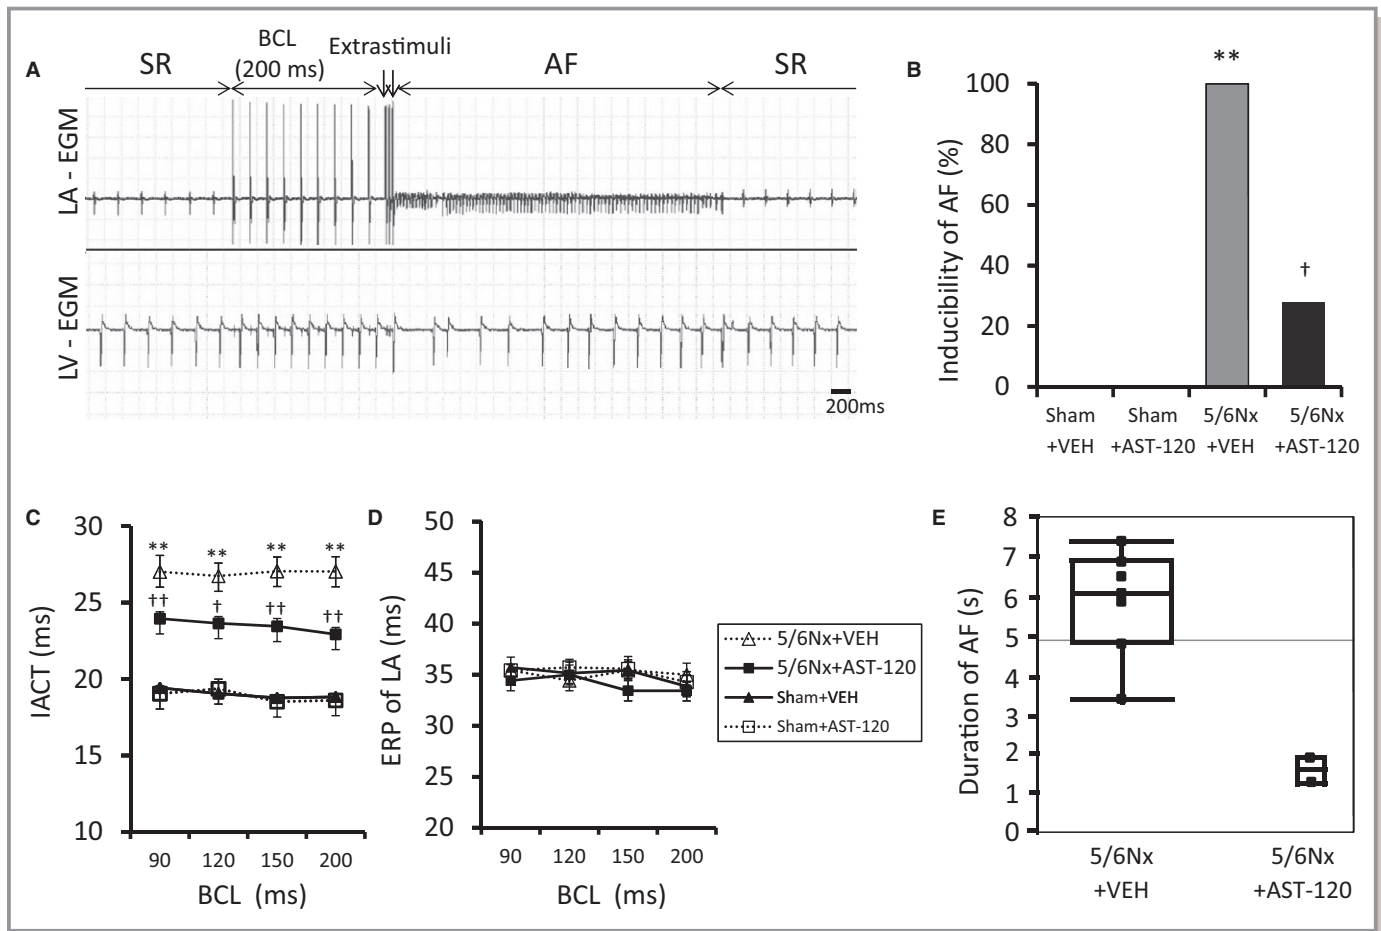 A
SR
BCL
(200 ms)
Extrastimuli
AF
SR
LA - EGM
LV - EGM
200ms
B
**
†
Inducibility of AF (%)
100
80
60
40
20
0
Sham
+VEH
Sham
+AST-120
5/6Nx
+VEH
5/6Nx
+AST-120
C
IACT (ms)
30
25
20
15
10
** ** ** **
†† † †† ††
90 120 150 200
BCL (ms)
D
ERP of LA (ms)
50
45
40
35
30
25
20
90 120 150 200
BCL (ms)
5/6Nx+VEH
5/6Nx+AST-120
Sham+VEH
Sham+AST-120
E
Duration of AF (s)
8
7
6
5
4
3
2
1
0
5/6Nx
+VEH
5/6Nx
+AST-120